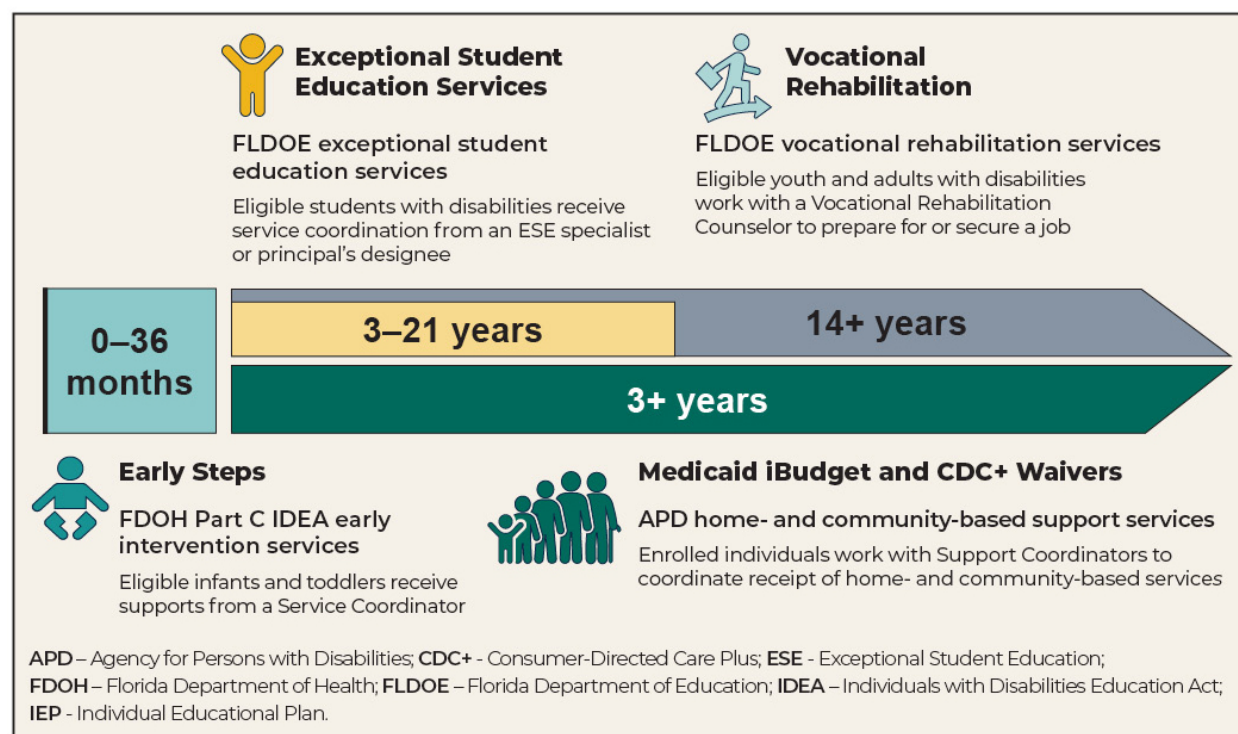 Exceptional Student
Education Services
FLDOE exceptional student
education services
Eligible students with disabilities receive
service coordination from an ESE specialist
or principal's designee
Vocational
Rehabilitation
FLDOE vocational rehabilitation services
Eligible youth and adults with disabilities
work with a Vocational Rehabilitation
Counselor to prepare for or secure a job
0–36
months
3–21 years
14+ years
3+ years
Early Steps
FDOH Part C IDEA early
intervention services
Eligible infants and toddlers receive
supports from a Service Coordinator
Medicaid iBudget and CDC+ Waivers
APD home- and community-based support services
Enrolled individuals work with Support Coordinators to
coordinate receipt of home- and community-based services
APD – Agency for Persons with Disabilities; CDC+ - Consumer-Directed Care Plus; ESE - Exceptional Student Education;
FDOH – Florida Department of Health; FLDOE – Florida Department of Education; IDEA – Individuals with Disabilities Education Act;
IEP - Individual Educational Plan.